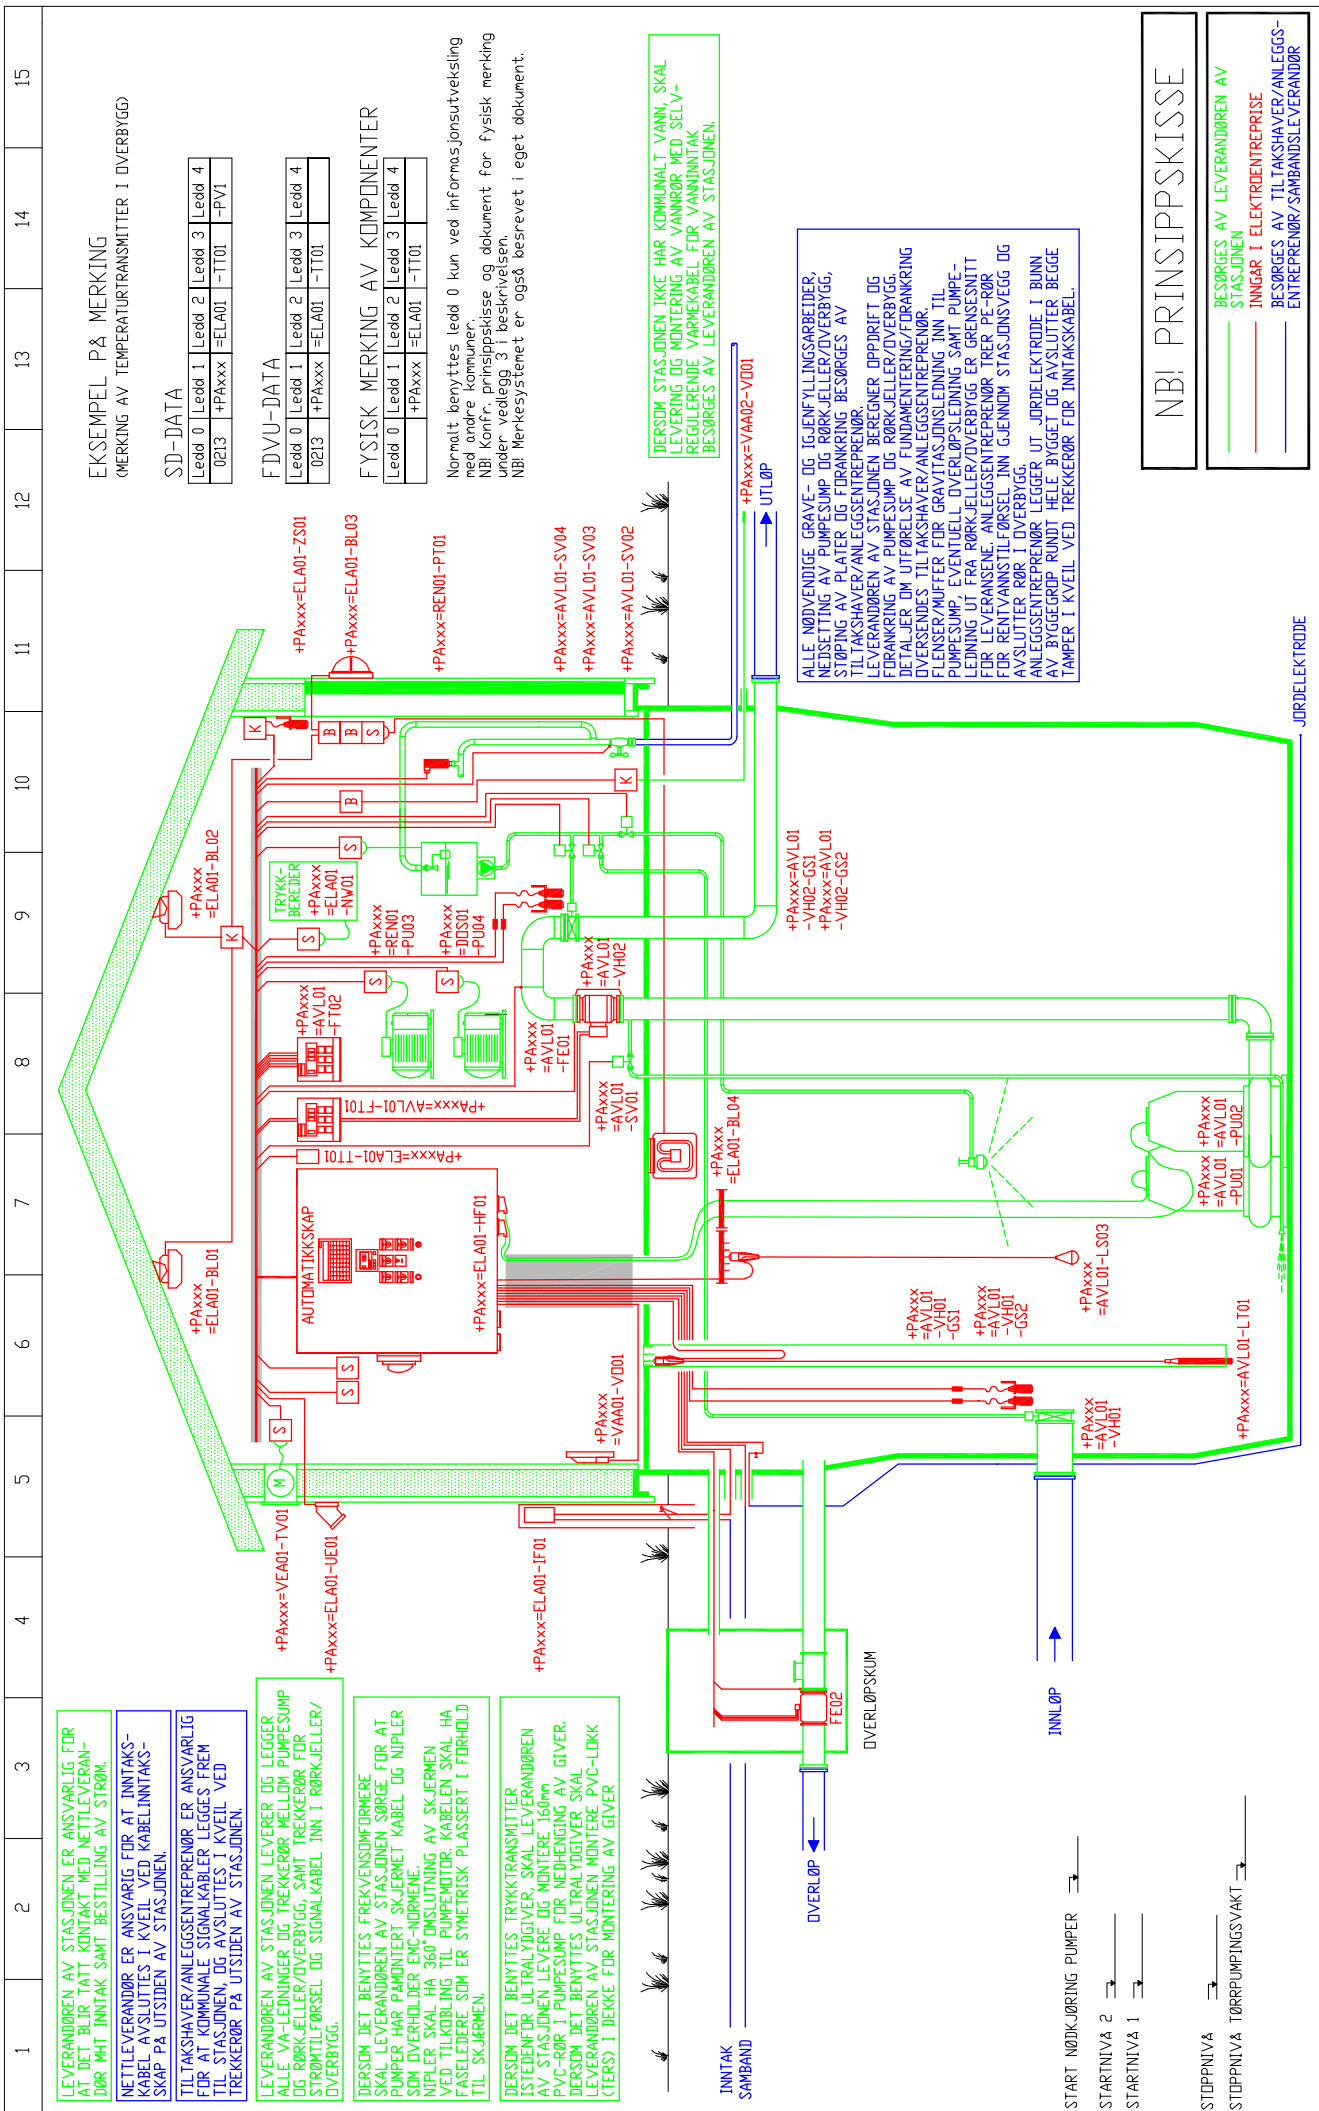 1
2
3
4
5
6
7
8
9
10
11
12
13
14
15
LEVERANDØREN AV STASJONEN ER ANSVARLIG FOR
AT DET BLIR TATT KONTAKT MED NETTLEVERAN-
DØR MHT INNTAK SAMT BESTILLING AV STRØM.
NETTLEVERANDØR ER ANSVARIG FOR AT INNTAKS-
KABEL AVSLUTTES I KVEIL VED KABELINNTAKS-
SKAP PÅ UTSIDEN AV STASJONEN.
TILTAKSHAVER/ANLEGGSENTREPRENØR ER ANSVARLIG
FOR AT KOMMUNALE SIGNALKABLER LEGGES FREM
TIL STASJONEN, OG AVSLUTTES I KVEIL VED
TREKKERØR PÅ UTSIDEN AV STASJONEN.
LEVERANDØREN AV STASJONEN LEVERER OG LEGGER
ALLE VA-LEDNINGER OG TREKKERØR MELLOM PUMPESUMP
OG RØRKJELLER/OVERBYGG, SAMT TREKKERØR FOR
STRØMTILFØRSEL OG SIGNALKABEL INN I RØRKJELLER/
OVERBYGG.
DERSOM DET BENYTTES FREKVENSOMFORMERE
SKAL LEVERANDØREN AV STASJONEN SØRGE FOR AT
PUMPER HAR PÅMONTERT SKJERMET KABEL OG NIPLER
SOM OVERHOLDER EMC-NORMENE.
NIPLER SKAL HA 360° OMSLUTNING AV SKJERMEN
VED TILKOBLING TIL PUMPEMOTOR. KABELEN SKAL HA
FASELEDERE SOM ER SYMETRISK PLASSERT I FORHOLD
TIL SKJERMEN.
DERSOM DET BENYTTES TRYKKTRANSMITTER
ISTEDENFOR ULTRALYDGIVER, SKAL LEVERANDØREN
AV STASJONEN LEVERE OG MONTERE 160mm
PVC-RØR I PUMPESUMP FOR NEDHENGING AV GIVER.
DERSOM DET BENYTTES ULTRALYDGIVER SKAL
LEVERANDØREN AV STASJONEN MONTERE PVC-LOKK
(TERS) I DEKKE FOR MONTERING AV GIVER
EKSEMPEL PÅ MERKING
(MERKING AV TEMPERATURTRANSMITTER I OVERBYGG)
SD-DATA
Ledd 0 Ledd 1 Ledd 2 Ledd 3 Ledd 4
0213 +PAxxx =ELA01 -TT01 -PV1
FDVU-DATA
Ledd 0 Ledd 1 Ledd 2 Ledd 3 Ledd 4
0213 +PAxxx =ELA01 -TT01
FYSISK MERKING AV KOMPONENTER
Ledd 0 Ledd 1 Ledd 2 Ledd 3 Ledd 4
+PAxxx =ELA01 -TT01
Normalt benyttes ledd 0 kun ved informasjonsutveksling
med andre kommuner.
NB! Konfr. prinsippskisse og dokument for fysisk merking
under vedlegg 3 i beskrivelsen.
NB! Merkesystemet er også besrevet i eget dokument.
DERSOM STASJONEN IKKE HAR KOMMUNALT VANN, SKAL
LEVERING OG MONTERING AV VANNRØR MED SELV-
REGULERENDE VARMEKABEL FOR VANNINNTAK
BESØRGES AV LEVERANDØREN AV STASJONEN.
ALLE NØDVENDIGE GRAVE- OG IGJENFYLLINGSARBEIDER,
NEDSETTING AV PUMPESUMP OG RØRKJELLER/OVERBYGG,
STØPING AV PLATER OG FORANKRING BESØRGES AV
TILTAKSHAVER/ANLEGGSENTREPRENØR.
LEVERANDØREN AV STASJONEN BEREGNER OPPDRIFT OG
FORANKRING AV PUMPESUMP OG RØRKJELLER/OVERBYGG.
DETALJER OM UTFØRELSE AV FUNDAMENTERING/FORANKRING
OVERSENDES TILTAKSHAVER/ANLEGGSENTREPRENØR.
FLENSER/MUFFER FOR GRAVITASJONSLEDNING INN TIL
PUMPESUMP, EVENTUELL OVERLØPSLEDNING SAMT PUMPE-
LEDNING UT FRA RØRKJELLER/OVERBYGG ER GRENSESNITT
FOR LEVERANSENE. ANLEGGSENTREPRENØR TRER PE-RØR
FOR RENTVANNSTILFØRSEL INN GJENNOM STASJONSVEGG OG
AVSLUTTER RØR I OVERBYGG.
ANLEGGSENTREPRENØR LEGGER UT JORDELEKTRODE I BUNN
AV BYGGEGROP RUNDT HELE BYGGET OG AVSLUTTER BEGGE
TAMPER I KVEIL VED TREKKERØR FOR INNTAKSKABEL.
NB! PRINSIPPSKISSE
BESØRGES AV LEVERANDØREN AV
STASJONEN
INNGÅR I ELEKTROENTREPRISE
BESØRGES AV TILTAKSHAVER/ANLEGGS-
ENTREPRENØR/SAMBANDSLEVERANDØR
+PAxxx
=ELA01-BL01
+PAxxx
=ELA01-BL02
K
K
K
TRYKK-
BEREDER
+PAxxx
=ELA01
-NW01
+PAxxx=ELA01-ZS01
+PAxxx=ELA01-BL03
+PAxxx=REN01-PT01
+PAxxx=AVL01-SV04
+PAxxx=AVL01-SV03
+PAxxx=AVL01-SV02
B
B
S
B
S
S
S
S
S
S
S
M
+PAxxx=VEA01-TV01
+PAxxx=ELA01-UE01
+PAxxx=ELA01-IF01
AUTOMATIKKSKAP
+PAxxx=ELA01-HF01
+PAxxx=ELA01-TT01
+PAxxx=AVL01-FT01
+PAxxx
=AVL01
-FT02
+PAxxx
=REN01
-PU03
+PAxxx
=DOS01
-PU04
+PAxxx
=AVL01
-FE01
+PAxxx
=AVL01
-VH02
+PAxxx
=AVL01
-SV01
+PAxxx
=VAA01-VO01
+PAxxx
=ELA01-BL04
+PAxxx=VAA02-VO01
UTLØP
+PAxxx=AVL01
-VH02-GS1
+PAxxx=AVL01
-VH02-GS2
+PAxxx
=AVL01
-VH01
-GS1
+PAxxx
=AVL01
-VH01
-GS2
+PAxxx
=AVL01-LS03
+PAxxx
=AVL01
-VH01
+PAxxx
=AVL01
-PU01
+PAxxx
=AVL01
-PU02
+PAxxx=AVL01-LT01
JORDELEKTRODE
FE02
OVERLØPSKUM
OVERLØP
INNLØP
INNTAK
SAMBAND
START NØDKJØRING PUMPER
STARTNIVÅ 2
STARTNIVÅ 1
STOPPNIVÅ
STOPPNIVÅ TØRRPUMPINGSVAKT